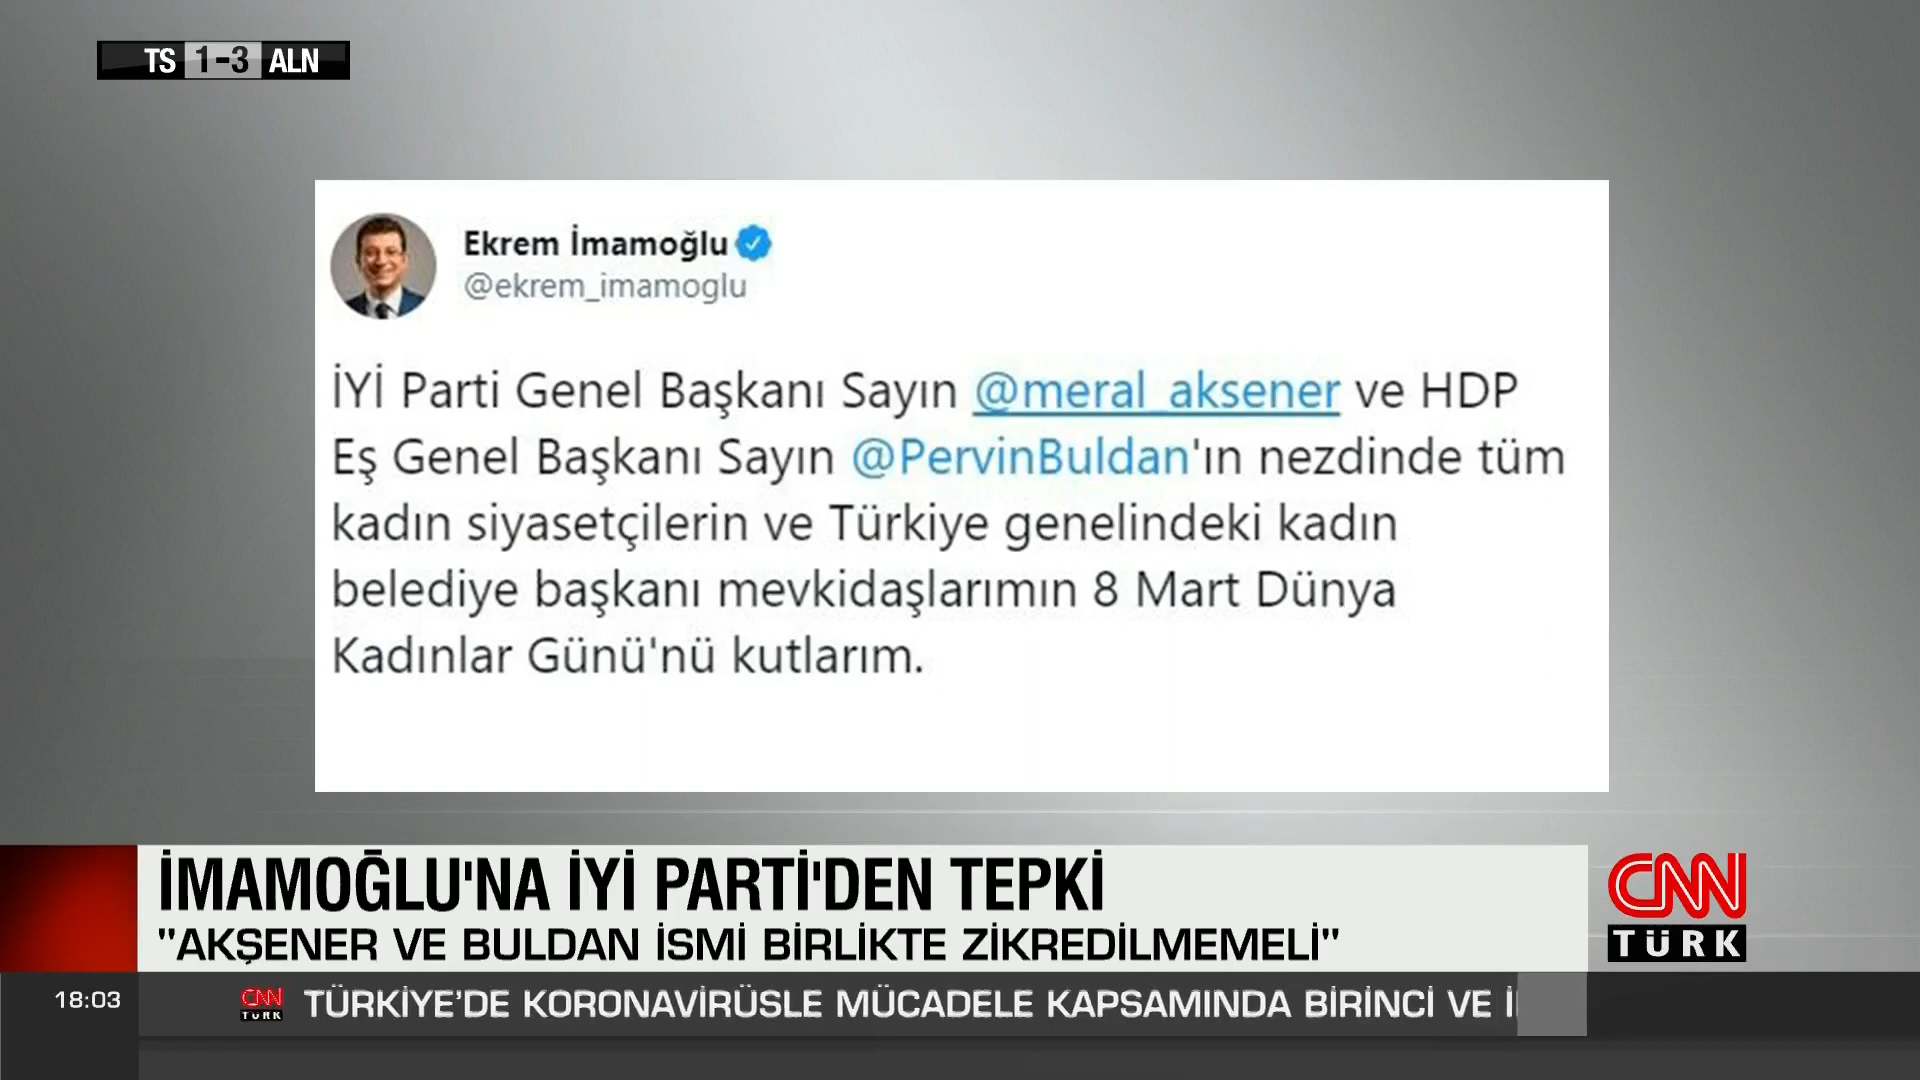 TS 1-3 ALN
Ekrem İmamoğlu
@ekrem_imamoglu
İYİ Parti Genel Başkanı Sayın @meral_aksener ve HDP
Eş Genel Başkanı Sayın @PervinBuldan'ın nezdinde tüm
kadın siyasetçilerin ve Türkiye genelindeki kadın
belediye başkanı mevkidaşlarımın 8 Mart Dünya
Kadınlar Günü'nü kutlarım.
İMAMOĞLU'NA İYİ PARTİ'DEN TEPKİ
"AKŞENER VE BULDAN İSMİ BİRLİKTE ZİKREDİLMEMELİ"
CNN
TÜRK
18:03
CNN
TÜRK
TÜRKİYE'DE KORONAVİRÜSLE MÜCADELE KAPSAMINDA BİRİNCİ VE